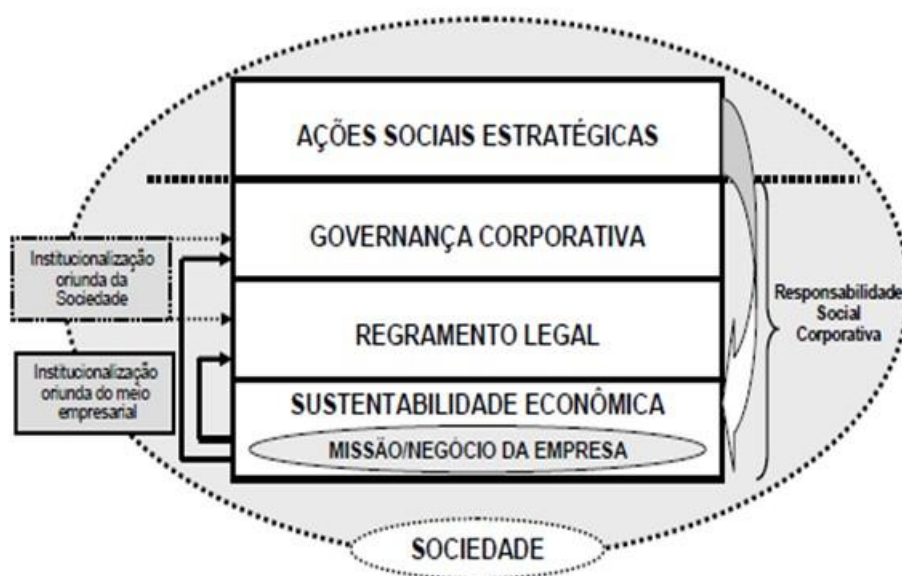 AÇÕES SOCIAIS ESTRATÉGICAS
GOVERNANÇA CORPORATIVA
Institucionalização
oriunda da
Sociedade
Responsabilidade
Social
Corporativa
REGRAMENTO LEGAL
Institucionalização
oriunda do meio
empresarial
SUSTENTABILIDADE ECONÔMICA
MISSÃO/NEGÓCIO DA EMPRESA
SOCIEDADE